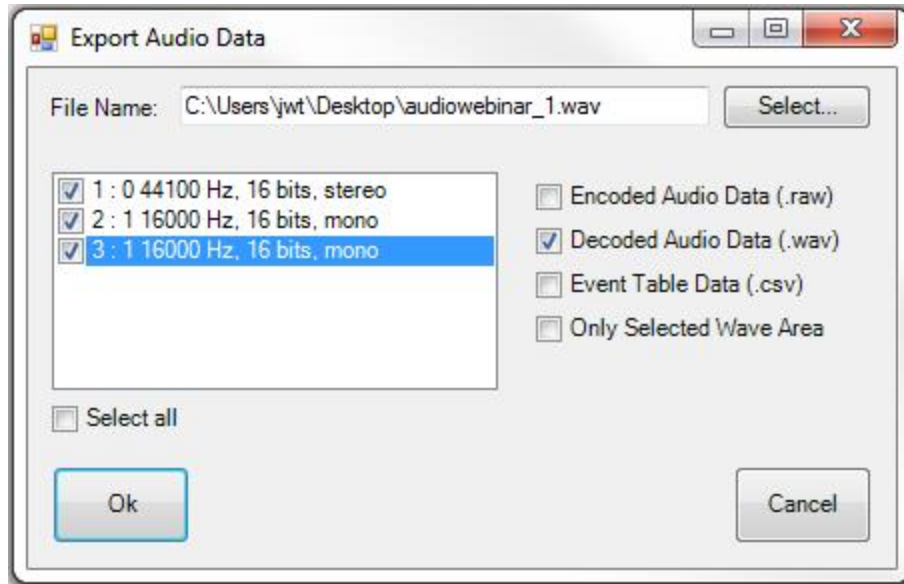 Export Audio Data
File Name: C:\Users\jwt\Desktop\audiowebinar_1.wav Select...
1 : 0 44100 Hz, 16 bits, stereo
2 : 1 16000 Hz, 16 bits, mono
3 : 1 16000 Hz, 16 bits, mono
Encoded Audio Data (.raw)
Decoded Audio Data (.wav)
Event Table Data (.csv)
Only Selected Wave Area
Select all
Ok Cancel